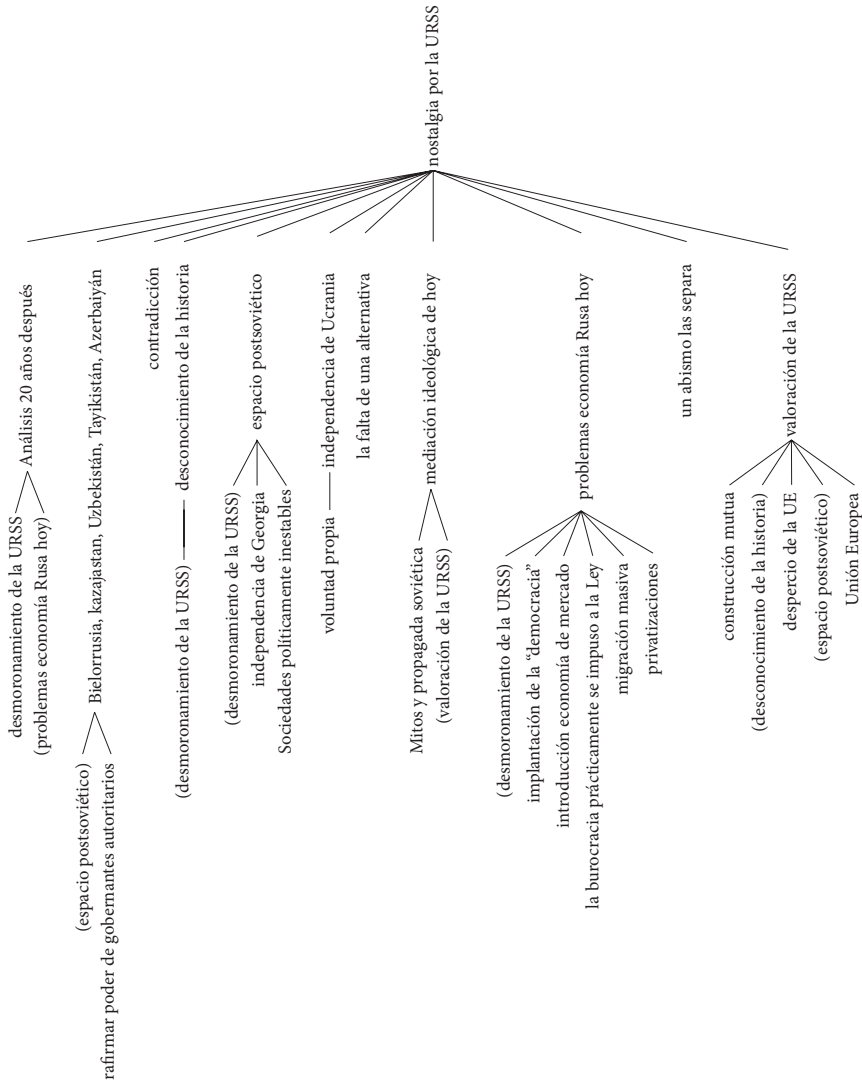 desmoronamiento de la URSS
(problemas economía Rusa hoy)
Análisis 20 años después
(espacio postsoviético)
rafirmar poder de gobernantes autoritarios
Bielorrusia, kazajastan, Uzbekistán, Tayikistán, Azerbaiyán
contradicción
(desmoronamiento de la URSS)
desconocimiento de la historia
(desmoronamiento de la URSS)
independencia de Georgia
Sociedades políticamente inestables
espacio postsoviético
voluntad propia
independencia de Ucrania
la falta de una alternativa
Mitos y propagada soviética
(valoración de la URSS)
mediación ideológica de hoy
(desmoronamiento de la URSS)
implantación de la “democracia”
introducción economía de mercado
la burocracia prácticamente se impuso a la Ley
migración masiva
privatizaciones
problemas economía Rusa hoy
un abismo las separa
construcción mutua
(desconocimiento de la historia)
despercio de la UE
(espacio postsoviético)
Unión Europea
valoración de la URSS
nostalgia por la URSS